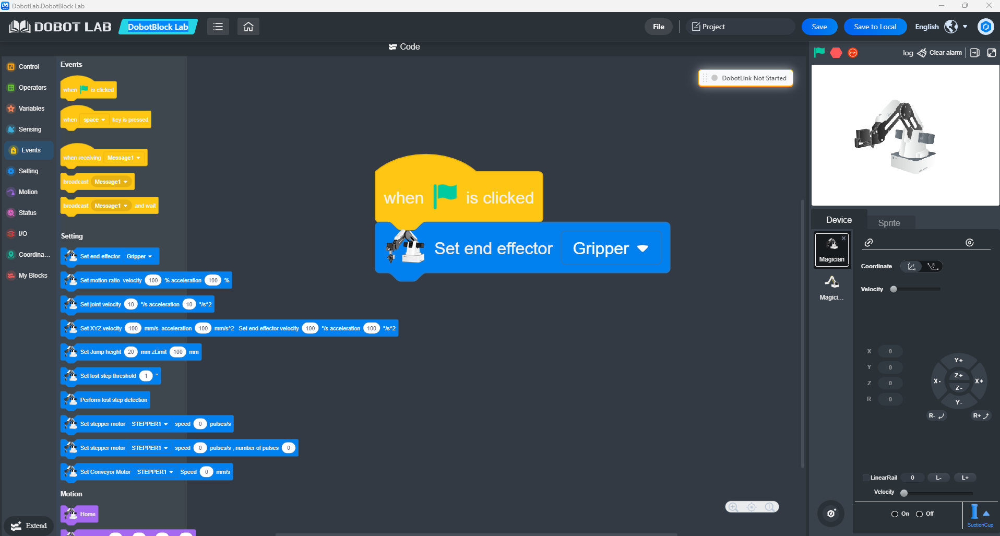 DobotLab.DobotBlock Lab
DOBOT LAB
DobotBlock Lab
File
Project
Save
Save to Local
English
Code
log
Clear alarm
Control
Operators
Variables
Sensing
Events
Setting
Motion
Status
I/O
Coordina...
My Blocks
Extend
Events
when is clicked
when space key is pressed
when receiving Message1
broadcast Message1
broadcast Message1 and wait
Setting
Set end effector Gripper
Set motion ratio velocity 100 % acceleration 100 %
Set joint velocity 10 °/s acceleration 10 °/s^2
Set XYZ velocity 100 mm/s acceleration 100 mm/s^2 Set end effector velocity 100 °/s acceleration 100 °/s^2
Set Jump height 20 mm zLimit 100 mm
Set lost step threshold 1 °
Perform lost step detection
Set stepper motor STEPPER1 speed 0 pulses/s
Set stepper motor STEPPER1 speed 0 pulses/s , number of pulses 0
Set Conveyor Motor STEPPER1 Speed 0 mm/s
Motion
Home
DobotLink Not Started
when is clicked
Set end effector Gripper
Device
Sprite
Magician
Magici...
Coordinate
Velocity
X 0
Y 0
Z 0
R 0
Y+
X-
Z+
Z-
X+
Y-
R-
R+
LinearRail 0 L- L+
Velocity
On
Off
SuctionCup